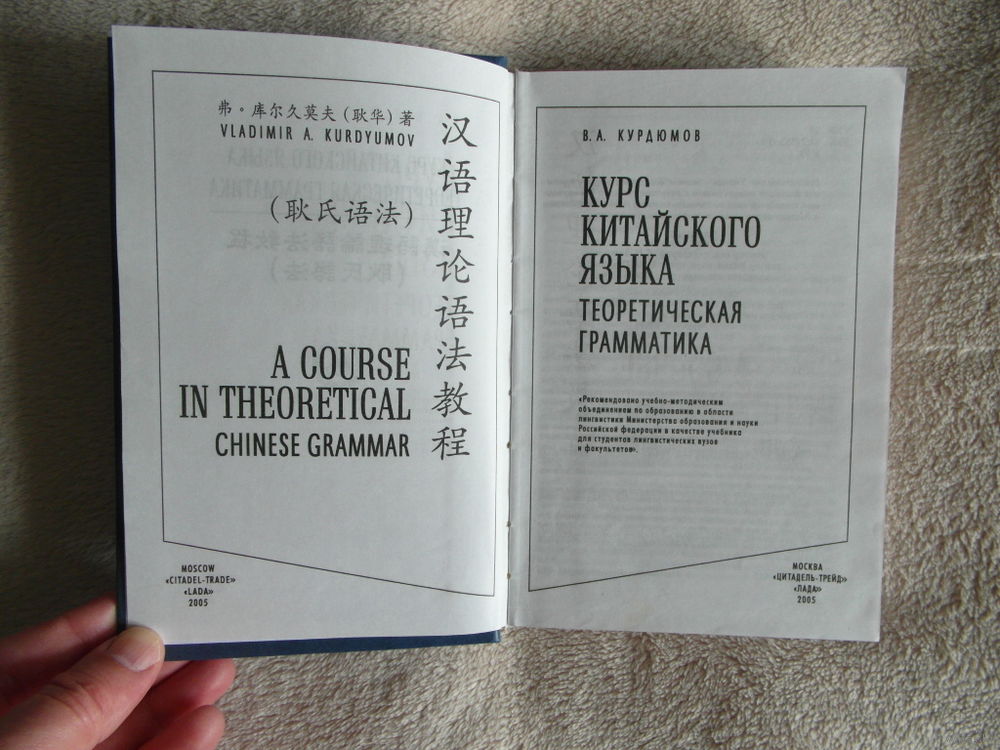 弗。库尔久莫夫（耿华）著
VLADIMIR A. KURDYUMOV
汉语理论语法教程
（耿氏语法）
A COURSE
IN THEORETICAL
CHINESE GRAMMAR
MOSCOW
«CITADEL-TRADE»
«LADA»
2005
В. А. КУРДЮМОВ
КУРС
КИТАЙСКОГО
ЯЗЫКА
ТЕОРЕТИЧЕСКАЯ
ГРАММАТИКА
«Рекомендовано учебно-методическим
объединением по образованию в области
лингвистики Министерства образования и науки
Российской федерации в качестве учебника
для студентов лингвистических вузов
и факультетов».
МОСКВА
«ЦИТАДЕЛЬ-ТРЕЙД»
«ЛАДА»
2005